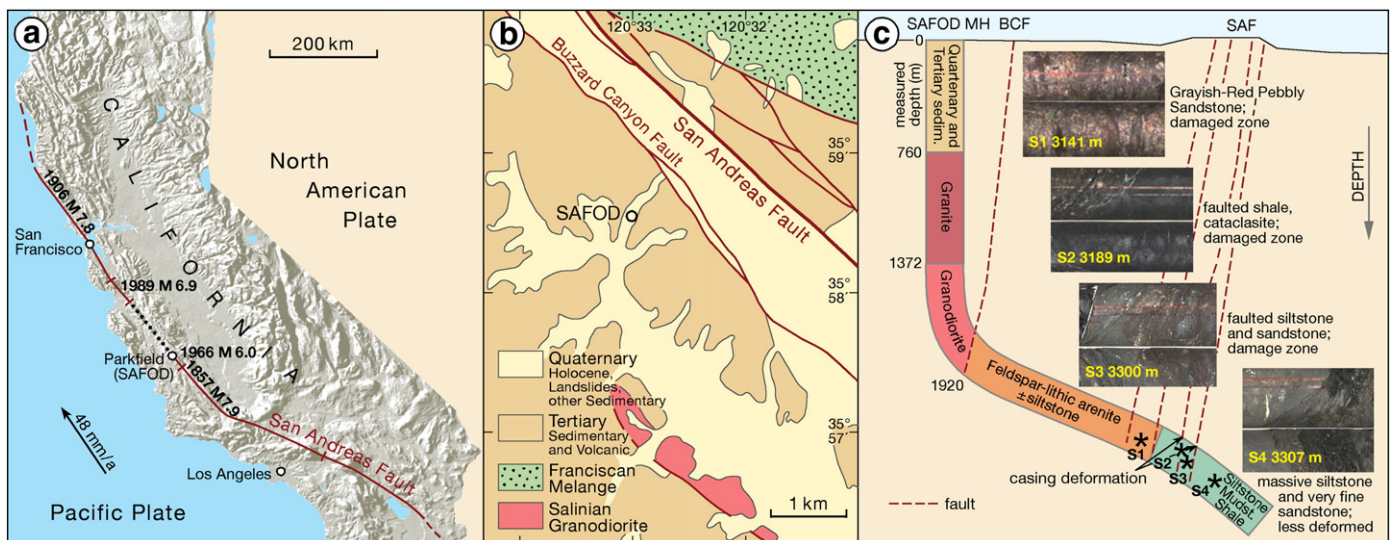 a
200 km
CALIFORNIA
North
American
Plate
1906 M 7.8
San
Francisco
1989 M 6.9
1966 M 6.0
Parkfield
(SAFOD)
1857 M7.9
48 mm/a
San Andreas Fault
Los Angeles
Pacific Plate
b
120°33
120°32
Buzzard Canyon Fault
San Andreas Fault
35°
59´
SAFOD
35°
58´
Quaternary
Holocene,
Landslides,
other Sedimentary
Tertiary
Sedimentary
and Volcanic
Franciscan
Melange
Salinian
Granodiorite
35°
57´
1 km
c
SAFOD MH BCF
SAF
0
measured
depth (m)
Quartenary and
Tertiary sedim.
760
Granite
1372
Granodiorite
1920
Feldspar-lithic arenite
±siltstone
Siltstone
Mudst.
Shale
S1
S2
S3
S4
casing deformation
fault
S1 3141 m
Grayish-Red Pebbly
Sandstone;
damaged zone
DEPTH
S2 3189 m
faulted shale,
cataclasite;
damaged zone
S3 3300 m
faulted siltstone
and sandstone;
damage zone
S4 3307 m
massive siltstone
and very fine
sandstone;
less deformed